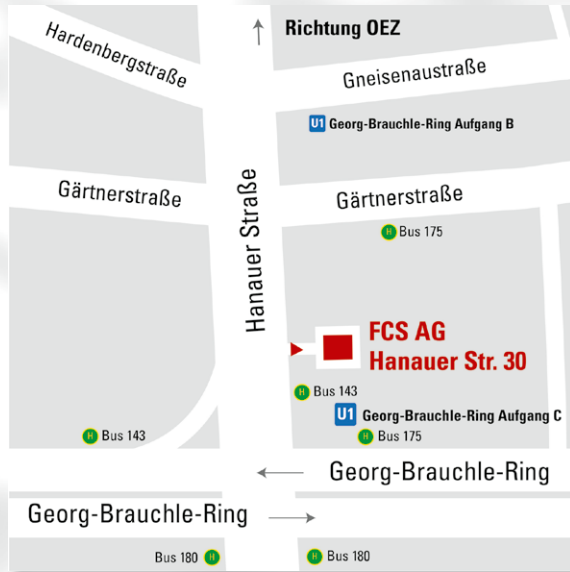 Richtung OEZ
Hardenbergstraße
Gneisenaustraße
U1 Georg-Brauchle-Ring Aufgang B
Gärtnerstraße
Gärtnerstraße
H Bus 175
Hanauer Straße
FCS AG
Hanauer Str. 30
H Bus 143
U1 Georg-Brauchle-Ring Aufgang C
H Bus 143
H Bus 175
Georg-Brauchle-Ring
Georg-Brauchle-Ring
Bus 180 H
H Bus 180